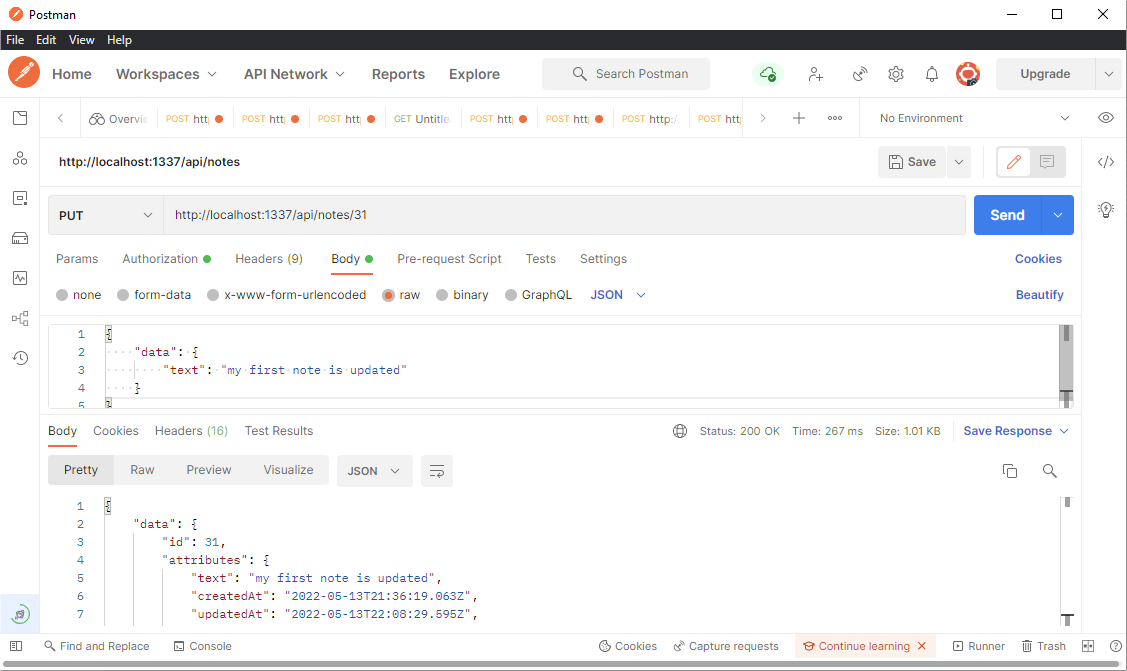 Postman
File Edit View Help
Home Workspaces API Network Reports Explore Search Postman Upgrade
Overvi POST htt POST htt POST htt GET Untitle POST htt POST htt POST http:/ POST htt No Environment
http://localhost:1337/api/notes Save
PUT http://localhost:1337/api/notes/31 Send
Params Authorization Headers (9) Body Pre-request Script Tests Settings Cookies
none form-data x-www-form-urlencoded raw binary GraphQL JSON Beautify
1 {
2 "data": {
3 "text": "my first note is updated"
4 }
5 }
Body Cookies Headers (16) Test Results Status: 200 OK Time: 267 ms Size: 1.01 KB Save Response
Pretty Raw Preview Visualize JSON
1 {
2 "data": {
3 "id": 31,
4 "attributes": {
5 "text": "my first note is updated",
6 "createdAt": "2022-05-13T21:36:19.063Z",
7 "updatedAt": "2022-05-13T22:08:29.595Z",
Find and Replace Console Cookies Capture requests Continue learning Runner Trash